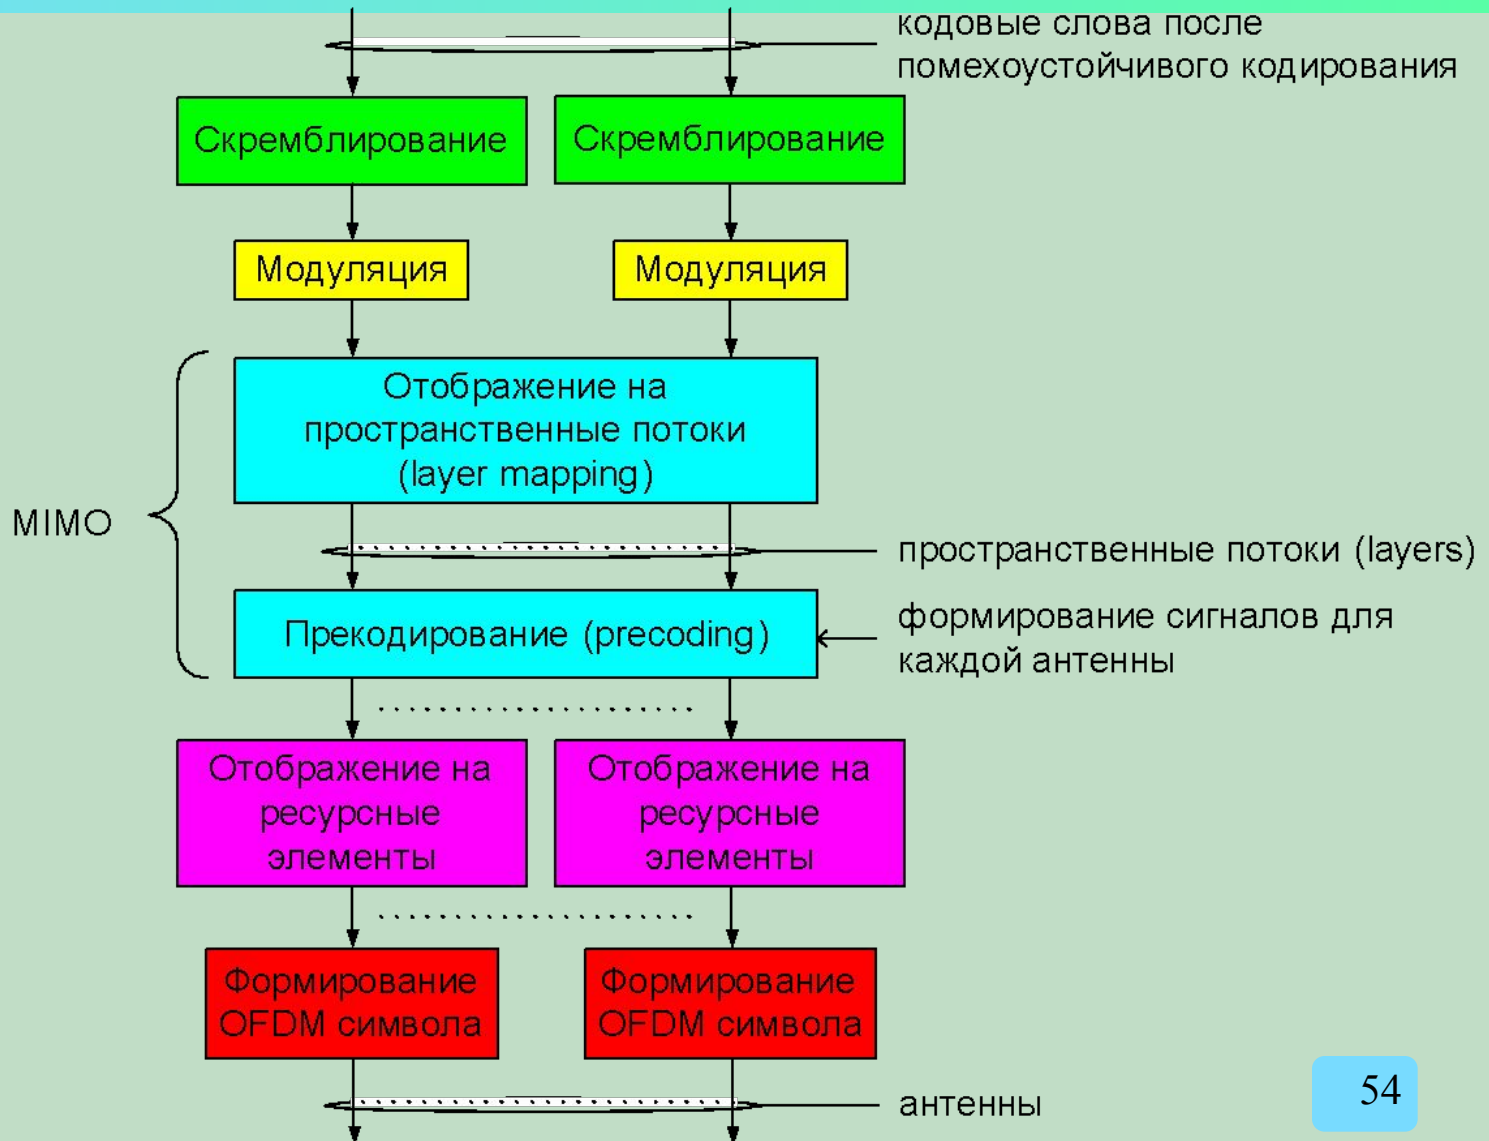 кодовые слова после
помехоустойчивого кодирования
Скремблирование
Скремблирование
Модуляция
Модуляция
Отображение на
пространственные потоки
(layer mapping)
MIMO
пространственные потоки (layers)
Прекодирование (precoding)
формирование сигналов для
каждой антенны
Отображение на
ресурсные
элементы
Отображение на
ресурсные
элементы
Формирование
OFDM символа
Формирование
OFDM символа
антенны
54